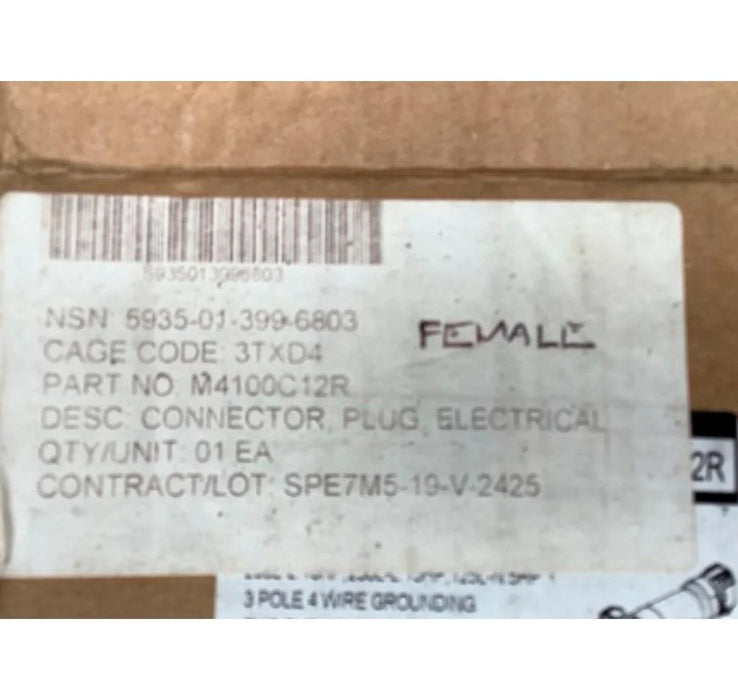 5935013996803
NSN: 5935-01-399-6803
FEMALE
CAGE CODE: 3TXD4
PART NO. M4100C12R
DESC: CONNECTOR, PLUG, ELECTRICAL
QTY/UNIT: 01 EA
2R
CONTRACT/LOT: SPE7M5-19-V-2425
3 POLE 4 WIRE GROUNDING